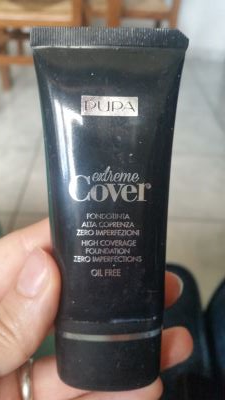 PUPA
extreme
Cover
FONDOTINTA
ALTA COPRENZA
ZERO IMPERFEZIONI
HIGH COVERAGE
FOUNDATION
ZERO IMPERFECTIONS
OIL FREE